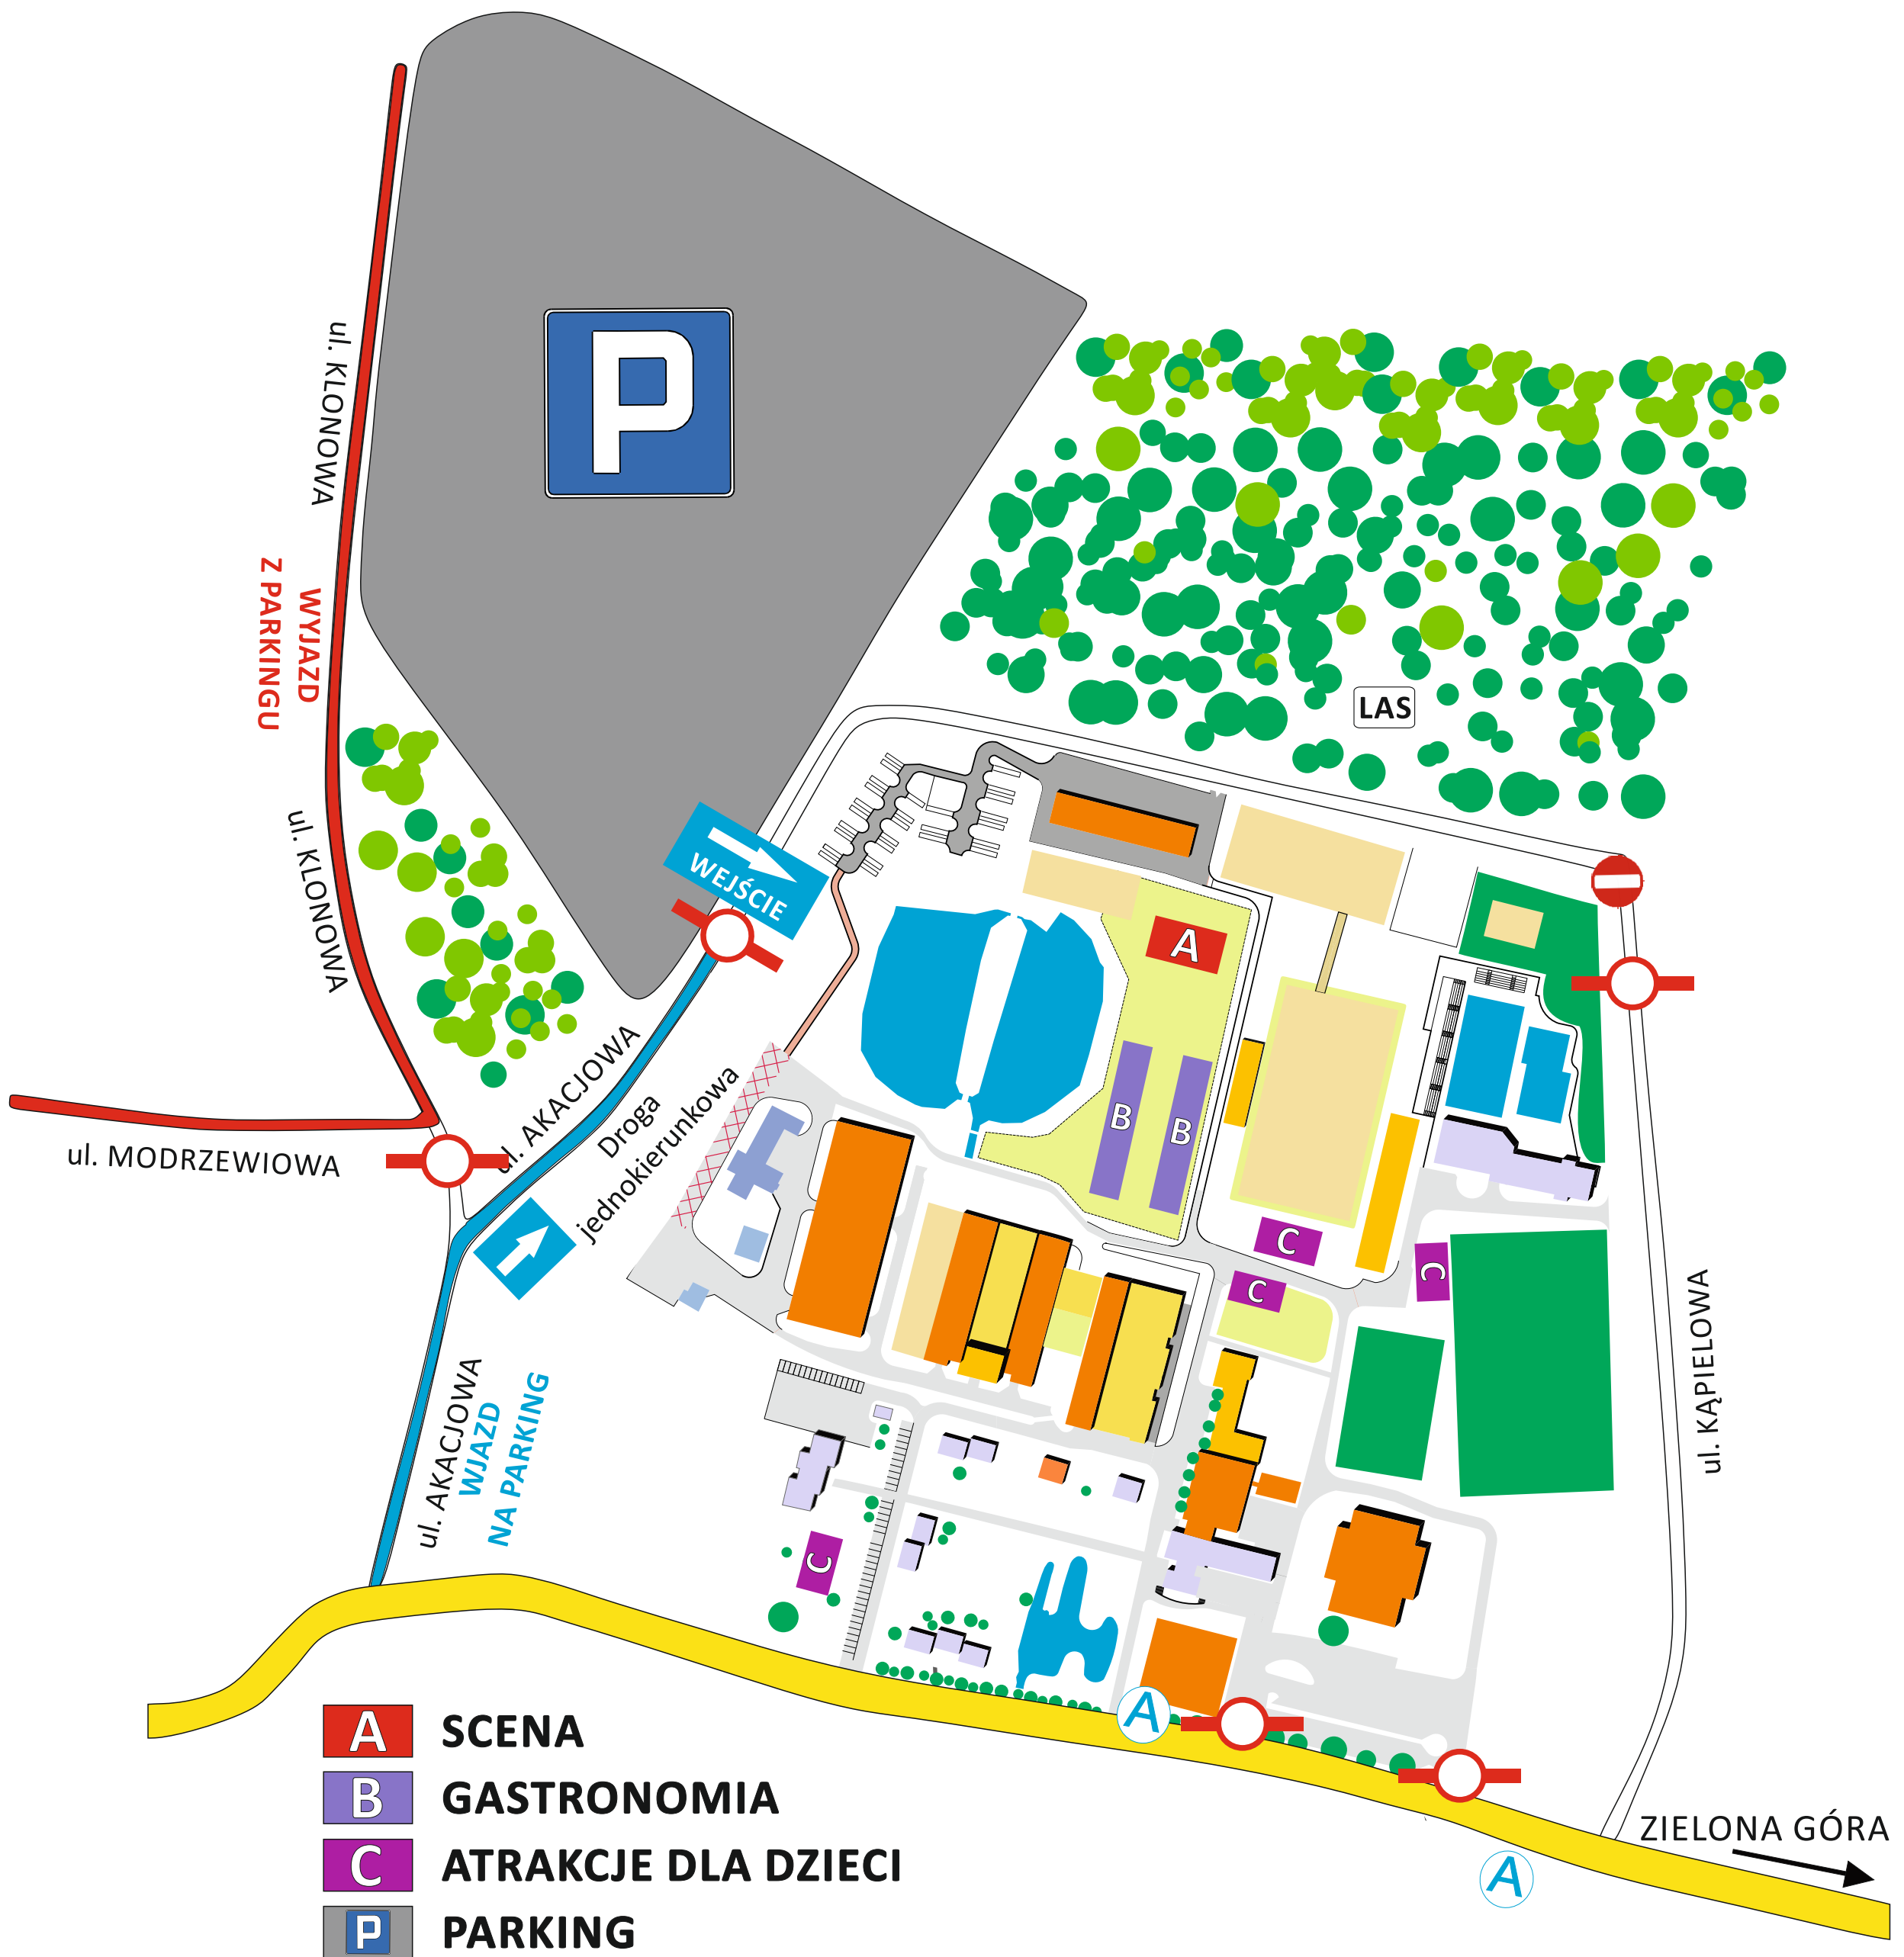 P
ul. KLONOWA
WYJAZD
Z PARKINGU
LAS
ul. KLONOWA
WEJŚCIE
A
ul. AKACJOWA
Droga
jednokierunkowa
B
B
ul. MODRZEWIOWA
C
C
C
ul. KĄPIELOWA
ul. AKACJOWA
WJAZD
NA PARKING
C
A
A SCENA
B GASTRONOMIA
C ATRAKCJE DLA DZIECI
P PARKING
ZIELONA GÓRA
A